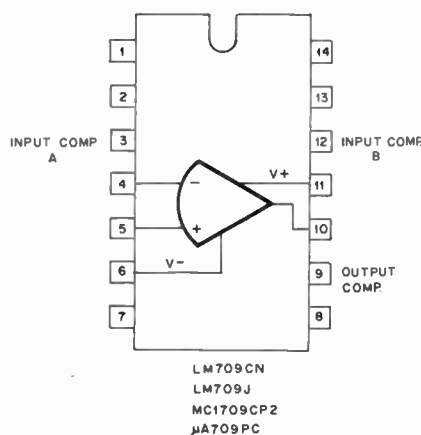 1 14
2 13
INPUT COMP 3 12 INPUT COMP.
A B
V+
4 − 11
5 + 10
6 V− 9 OUTPUT
COMP.
7 8
LM709CN
LM709J
MC1709CP2
µA709PC